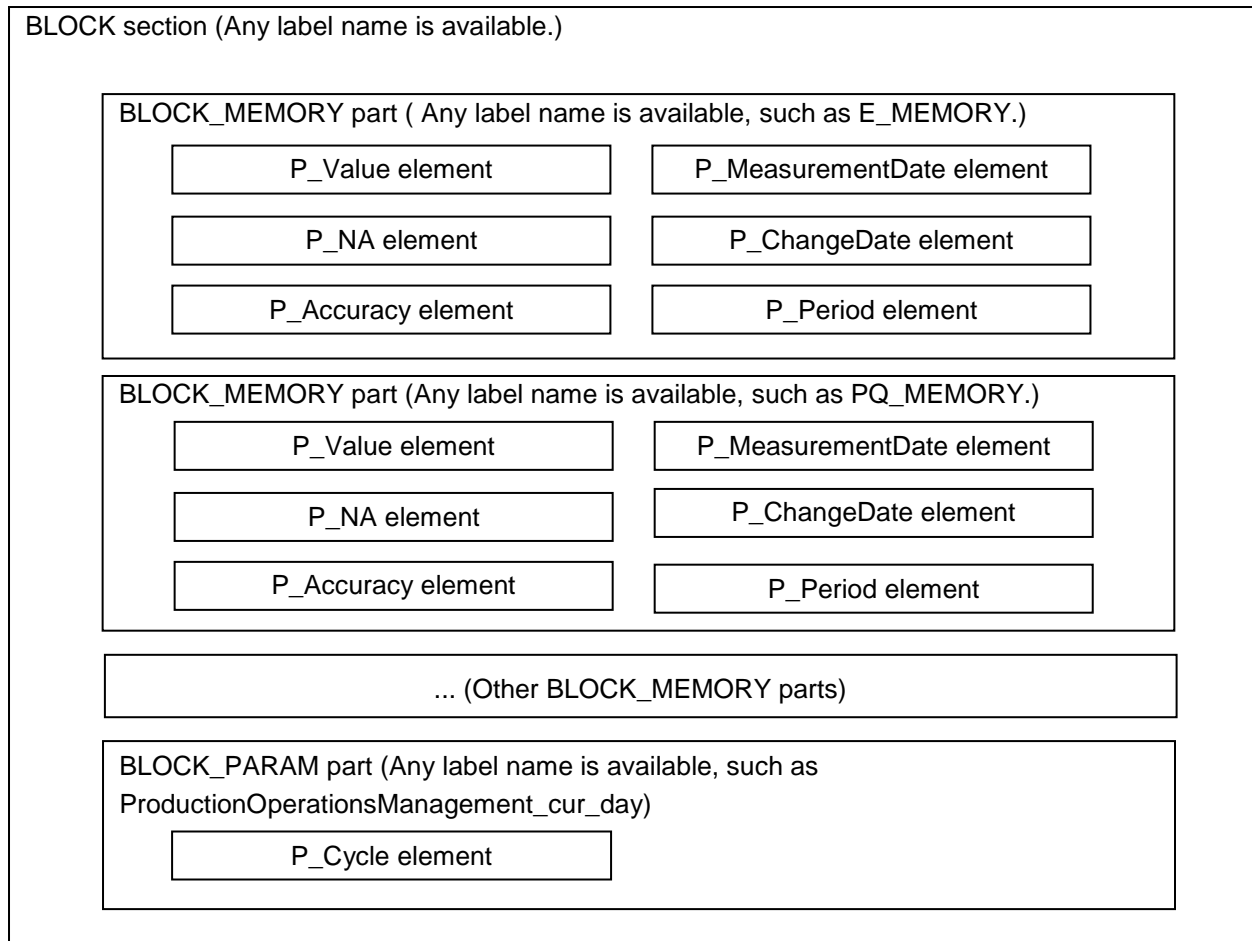 BLOCK section (Any label name is available.)
BLOCK_MEMORY part ( Any label name is available, such as E_MEMORY.)
P_Value element
P_MeasurementDate element
P_NA element
P_ChangeDate element
P_Accuracy element
P_Period element
BLOCK_MEMORY part (Any label name is available, such as PQ_MEMORY.)
P_Value element
P_MeasurementDate element
P_NA element
P_ChangeDate element
P_Accuracy element
P_Period element
... (Other BLOCK_MEMORY parts)
BLOCK_PARAM part (Any label name is available, such as
ProductionOperationsManagement_cur_day)
P_Cycle element